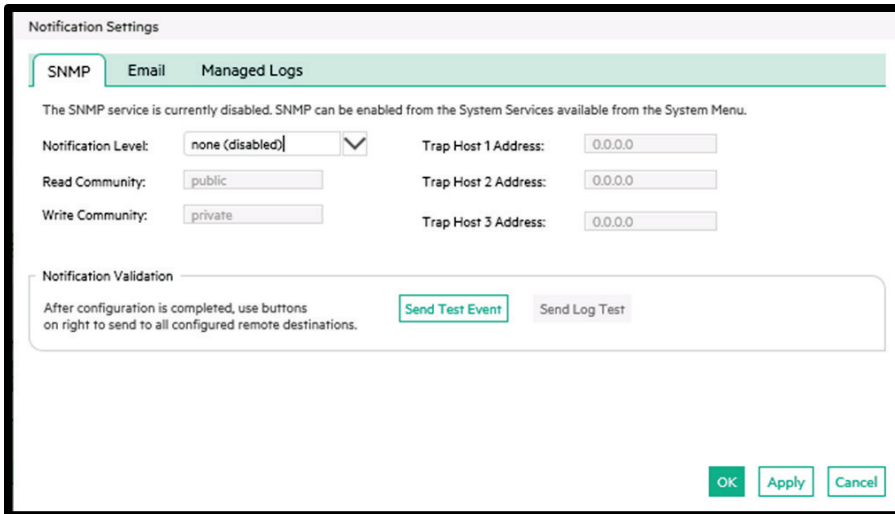 Notification Settings
SNMP Email Managed Logs
The SNMP service is currently disabled. SNMP can be enabled from the System Services available from the System Menu.
Notification Level: none (disabled) Trap Host 1 Address: 0.0.0.0
Read Community: public Trap Host 2 Address: 0.0.0.0
Write Community: private Trap Host 3 Address: 0.0.0.0
Notification Validation
After configuration is completed, use buttons
on right to send to all configured remote destinations.
Send Test Event Send Log Test
OK Apply Cancel